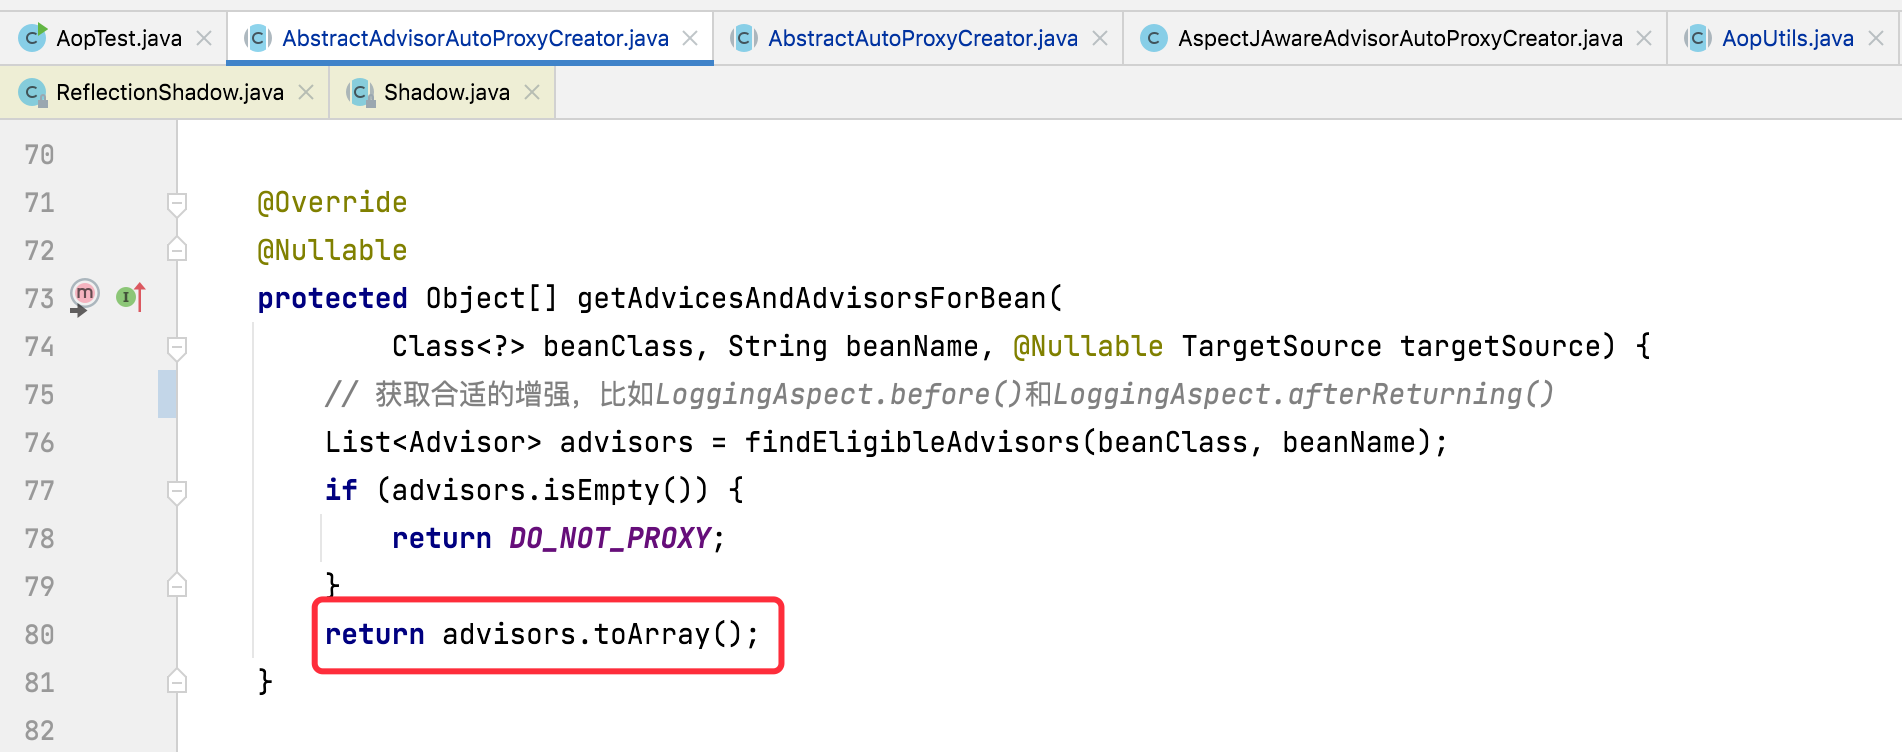 AopTest.java AbstractAdvisorAutoProxyCreator.java AbstractAutoProxyCreator.java AspectJAwareAdvisorAutoProxyCreator.java AopUtils.java
ReflectionShadow.java Shadow.java
70
71 @Override
72 @Nullable
73 protected Object[] getAdvicesAndAdvisorsForBean(
74 Class<?> beanClass, String beanName, @Nullable TargetSource targetSource) {
75 // 获取合适的增强，比如LoggingAspect.before()和LoggingAspect.afterReturning()
76 List<Advisor> advisors = findEligibleAdvisors(beanClass, beanName);
77 if (advisors.isEmpty()) {
78 return DO_NOT_PROXY;
79 }
80 return advisors.toArray();
81 }
82